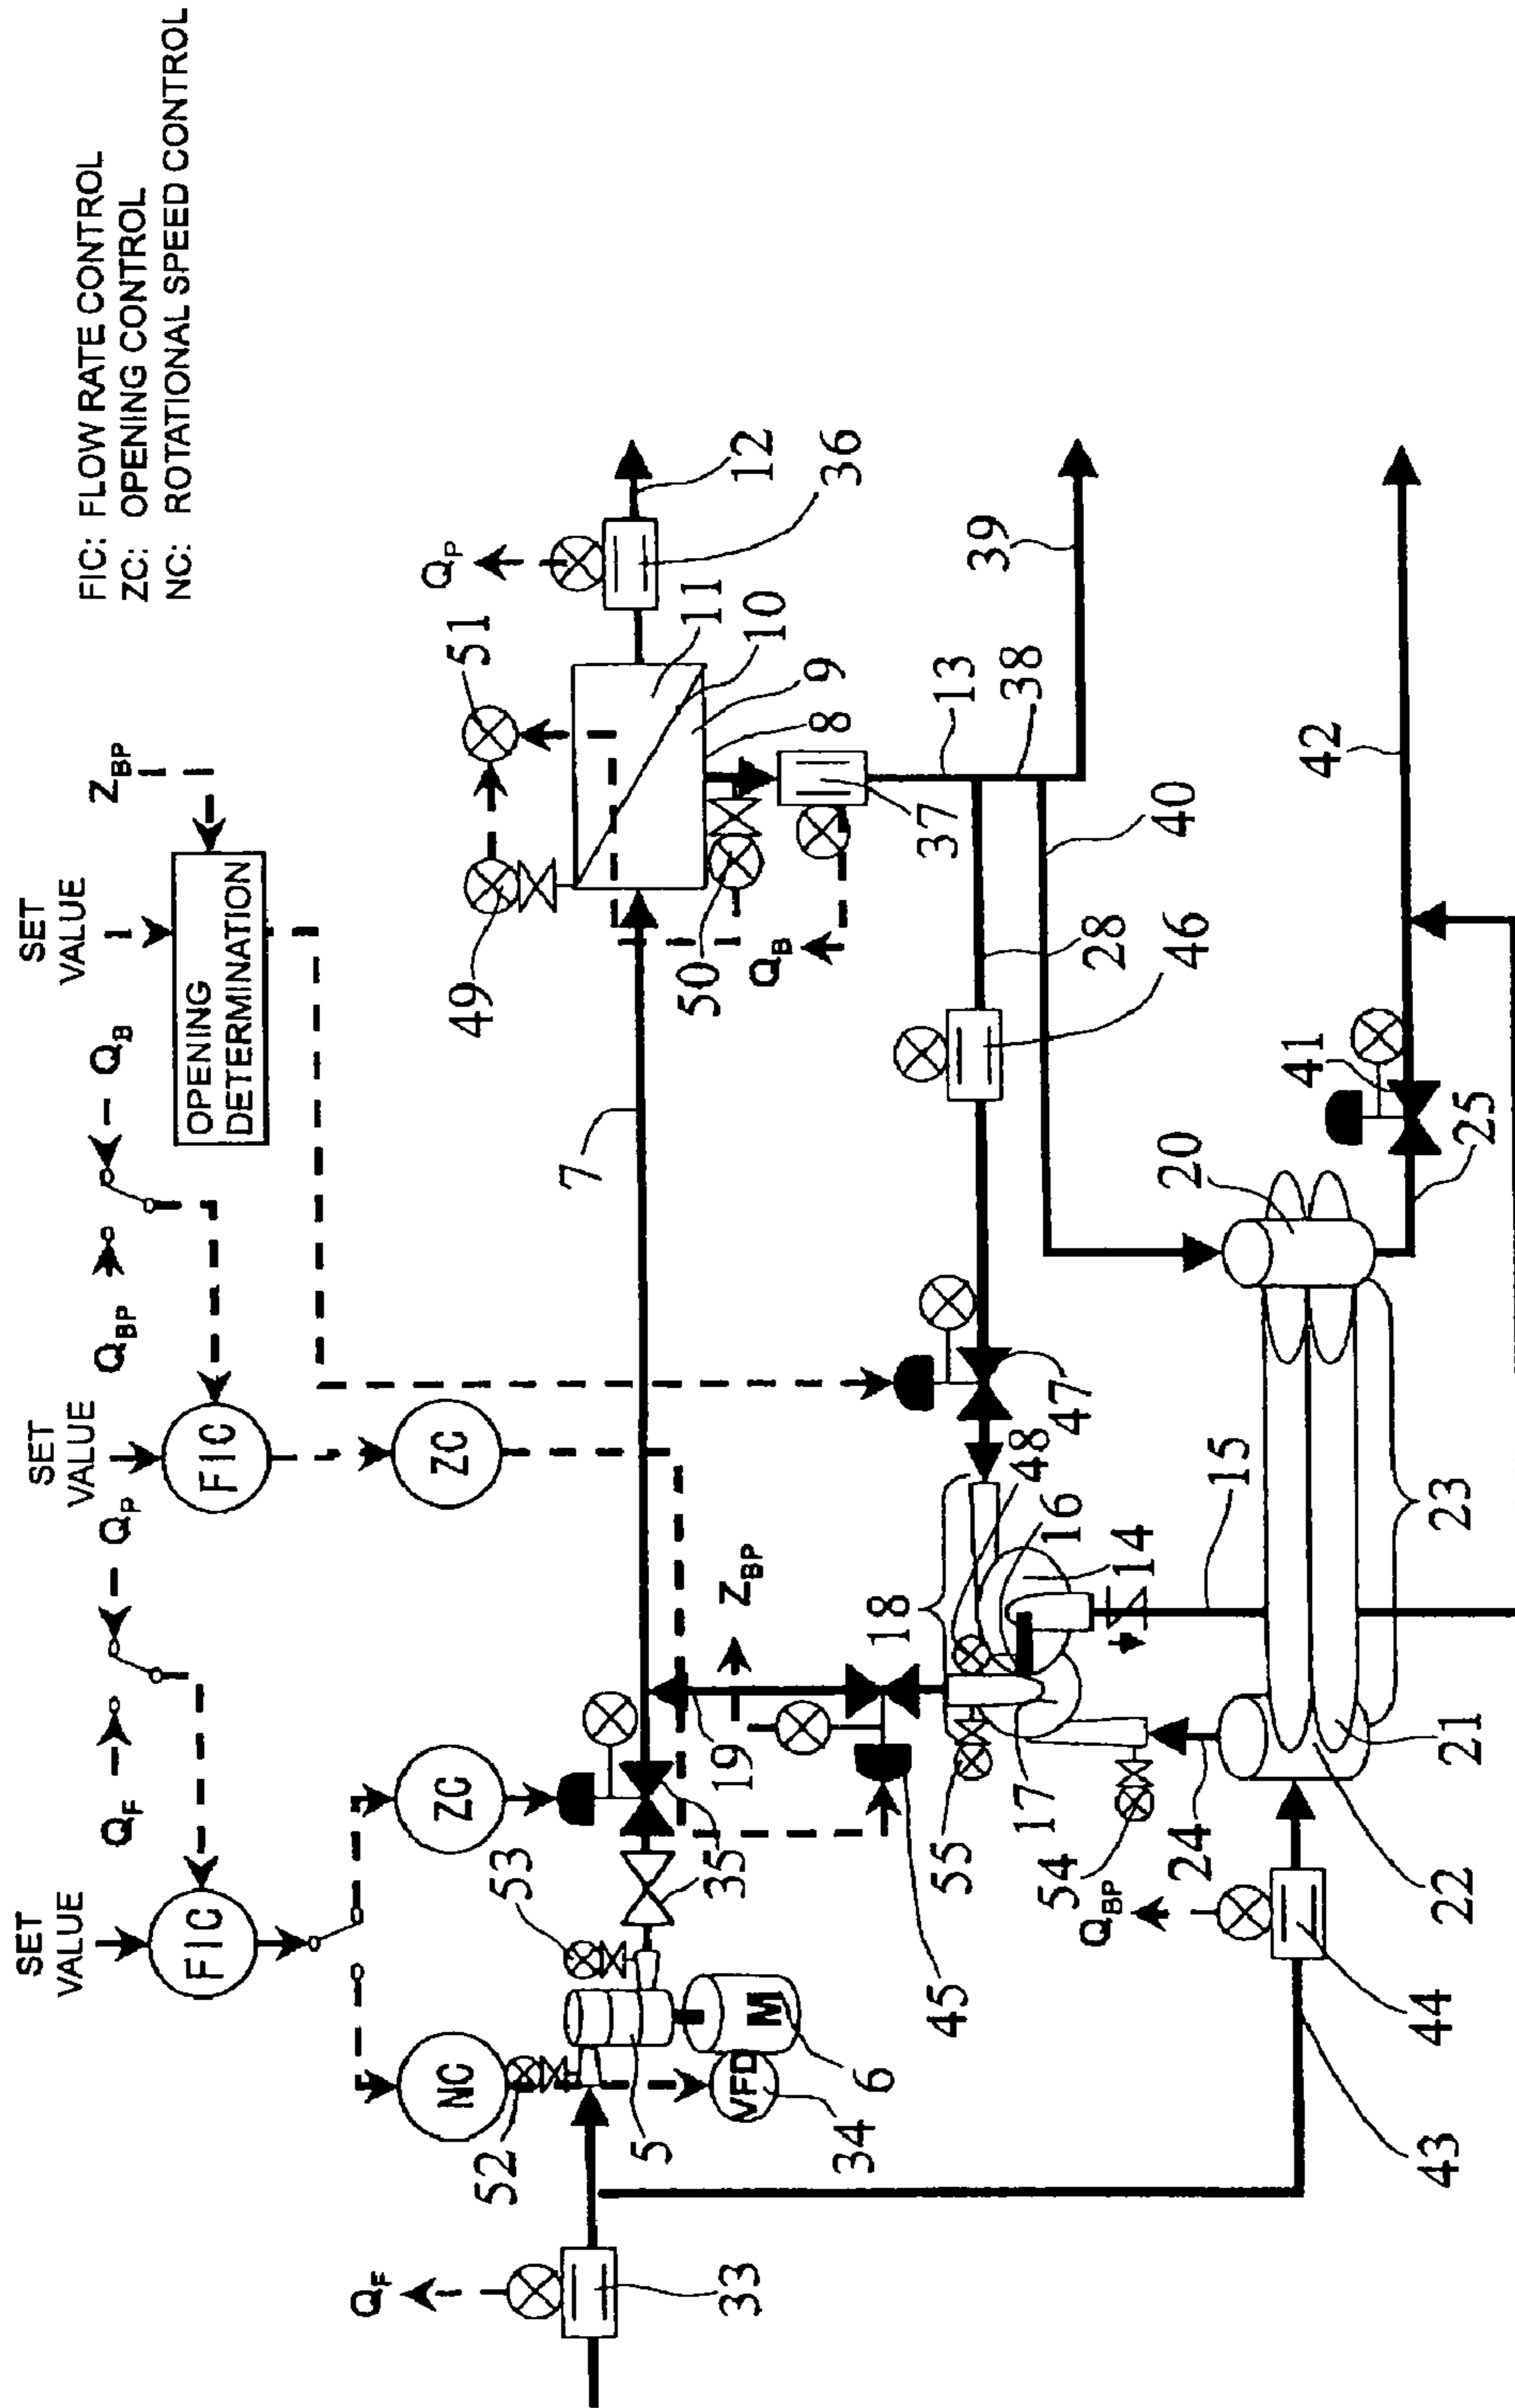 FIC: FLOW RATE CONTROL
ZC: OPENING CONTROL
NC: ROTATIONAL SPEED CONTROL
SET VALUE
Q_F
Q_P
SET VALUE
Q_BP
Q_B
SET VALUE
Z_BP
FIC
FIC
OPENING DETERMINATION
NC
ZC
ZC
Q_F
52
53
49
51
Q_P
33
5
VFD
34
M
6
35
19
7
50
8
9
10
11
36
12
Q_B
37
13
38
39
Z_BP
45
55
18
48
47
46
28
40
54
17
16
14
Q_BP
24
15
20
41
42
43
44
22
21
23
25